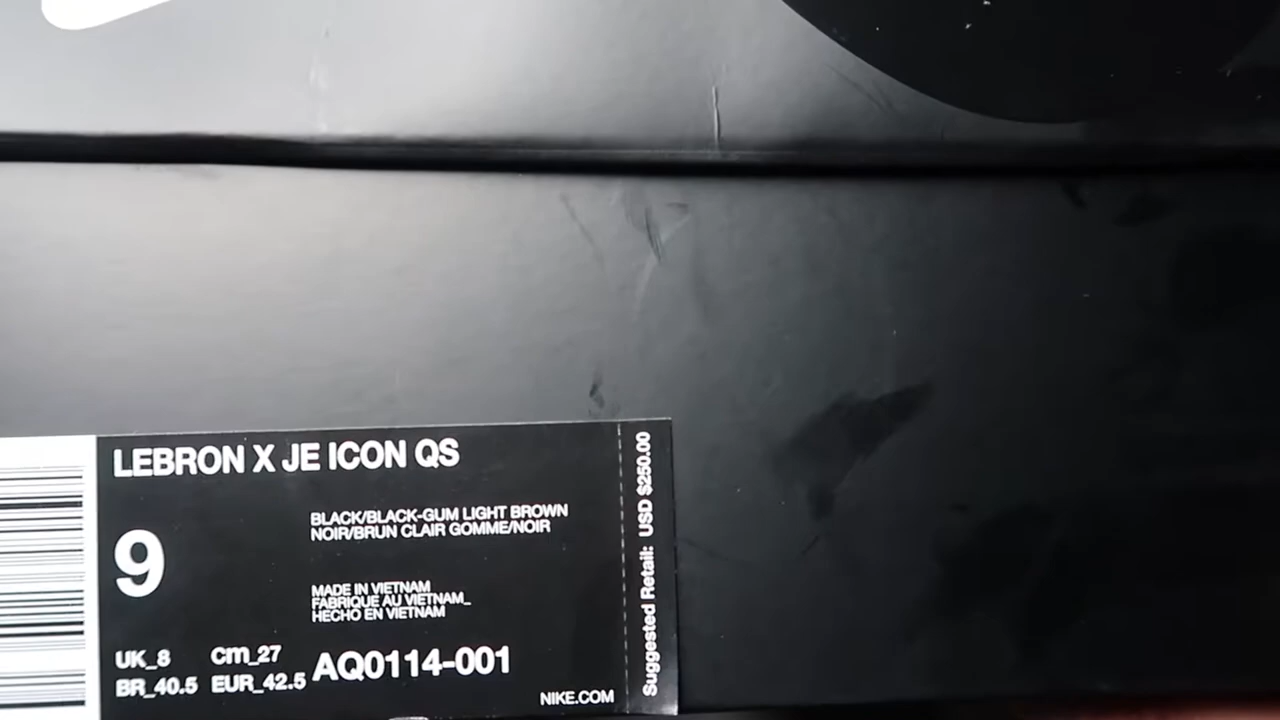 LEBRON X JE ICON QS
9
BLACK/BLACK-GUM LIGHT BROWN
NOIR/BRUN CLAIR GOMME/NOIR
MADE IN VIETNAM
FABRIQUE AU VIETNAM_
HECHO EN VIETNAM
UK_8 cm_27
BR_40.5 EUR_42.5
AQ0114-001
NIKE.COM
Suggested Retail: USD $250.00